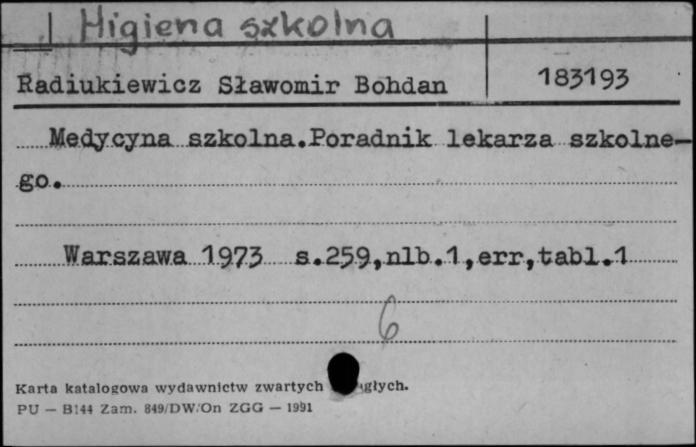 Higiena szkolna
Radiukiewicz Sławomir Bohdan 183193
Medycyna szkolna.Poradnik lekarza szkolne-
go.
Warszawa 1973 s.259,nlb.1,err,tabl.1
6
Karta katalogowa wydawnictw zwartych głych.
PU — B144 Zam. 849/DW/On ZGG — 1991